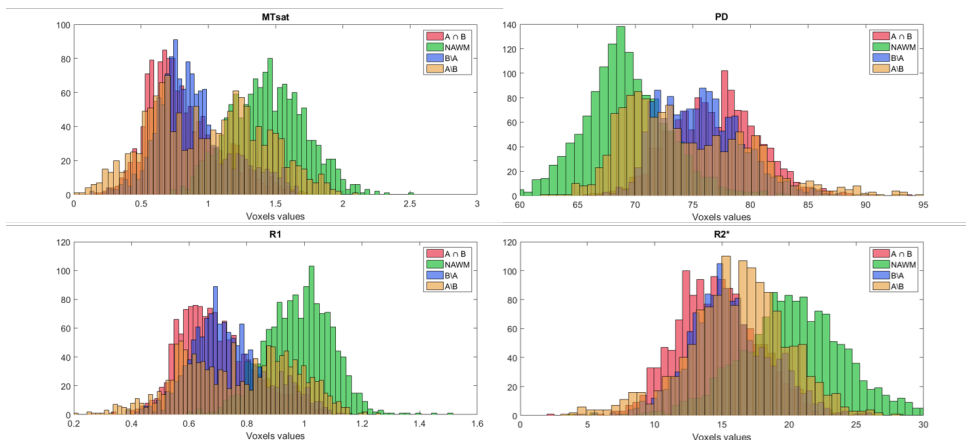 MTsat
100
80
60
40
20
0
0 0.5 1 1.5 2 2.5 3
Voxels values
A ∩ B
NAWM
B\A
A\B
PD
140
120
100
80
60
40
20
0
60 65 70 75 80 85 90 95
Voxels values
A ∩ B
NAWM
B\A
A\B
R1
120
100
80
60
40
20
0
0.2 0.4 0.6 0.8 1 1.2 1.4 1.6
Voxels values
A ∩ B
NAWM
B\A
A\B
R2*
120
100
80
60
40
20
0
0 5 10 15 20 25 30
Voxels values
A ∩ B
NAWM
B\A
A\B